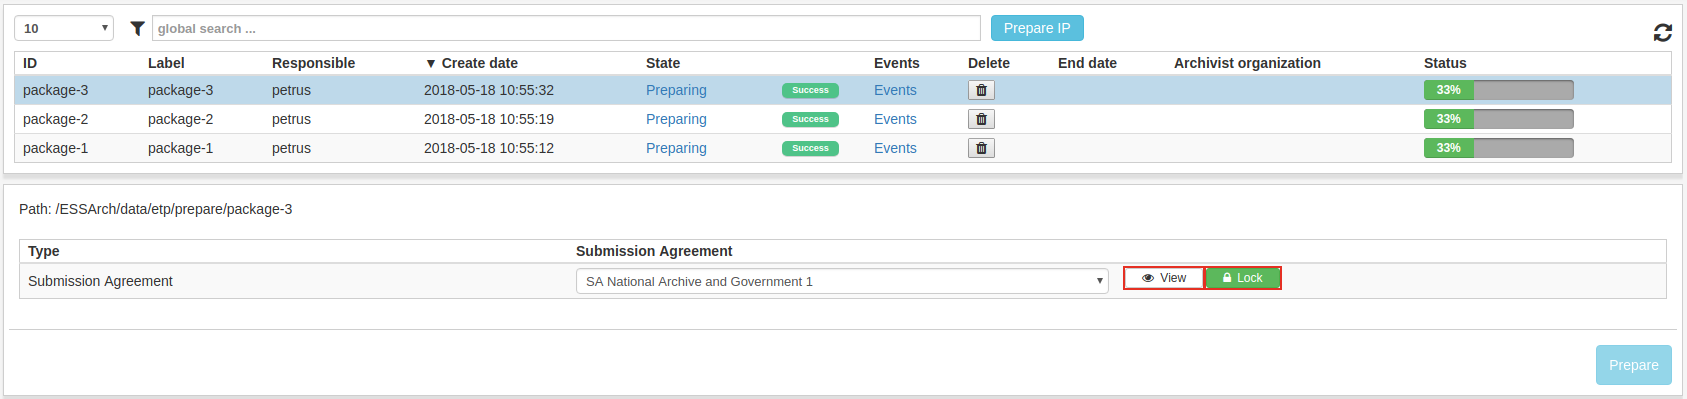 10 global search ... Prepare IP
ID Label Responsible ▼ Create date State Events Delete End date Archivist organization Status
package-3 package-3 petrus 2018-05-18 10:55:32 Preparing Success Events 33%
package-2 package-2 petrus 2018-05-18 10:55:19 Preparing Success Events 33%
package-1 package-1 petrus 2018-05-18 10:55:12 Preparing Success Events 33%
Path: /ESSArch/data/etp/prepare/package-3
Type Submission Agreement
Submission Agreement SA National Archive and Government 1 View Lock
Prepare